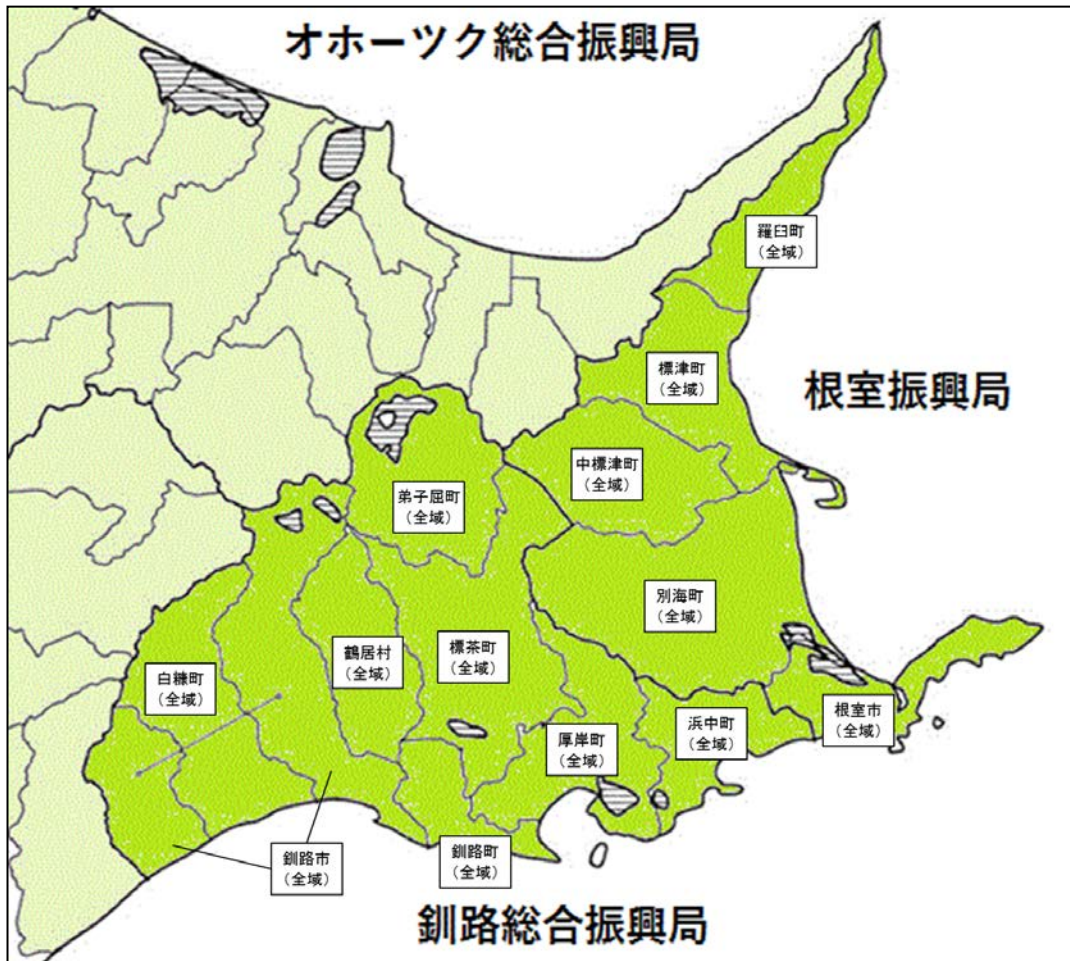 オホーツク総合振興局
羅臼町
（全域）
標津町
（全域）
根室振興局
中標津町
（全域）
弟子屈町
（全域）
別海町
（全域）
鶴居村
（全域）
標茶町
（全域）
白糠町
（全域）
根室市
（全域）
浜中町
（全域）
厚岸町
（全域）
釧路市
（全域）
釧路町
（全域）
釧路総合振興局